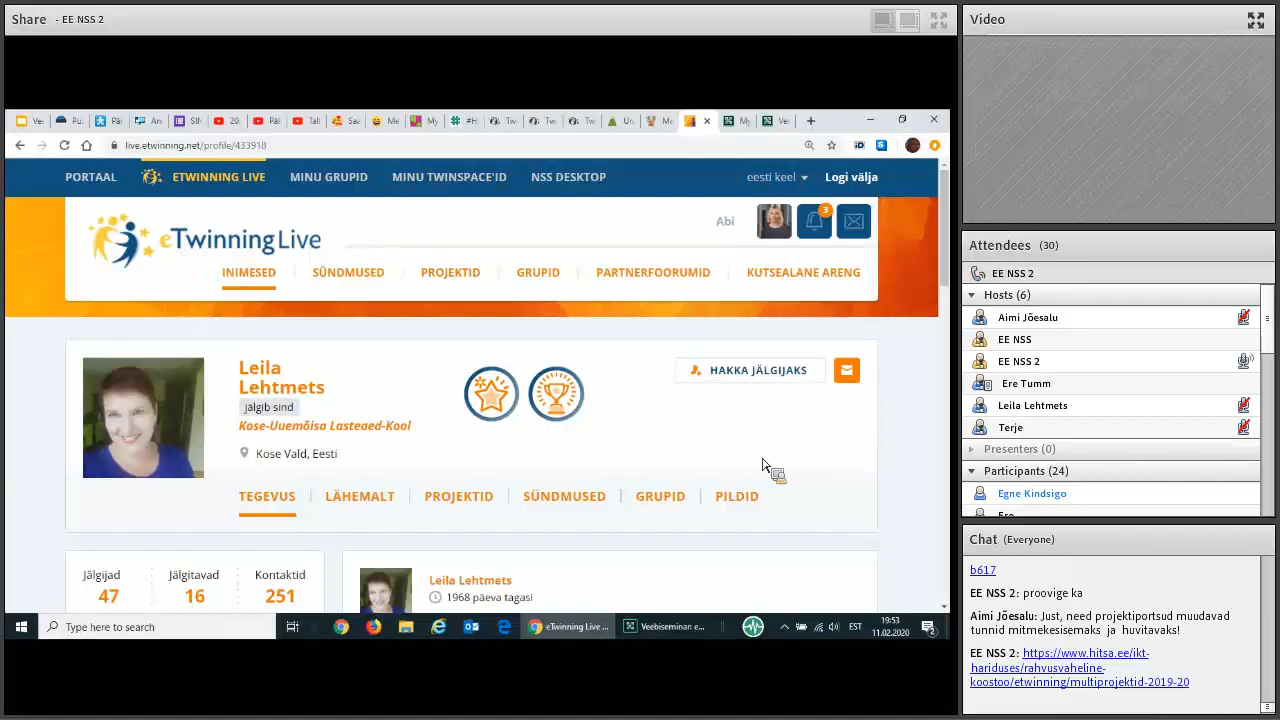 Share - EE NSS 2
Video
live.etwinning.net/profile/433918
PORTAAL
ETWINNING LIVE
MINU GRUPID
MINU TWINSPACE'ID
NSS DESKTOP
eesti keel
Logi välja
eTwinning Live
Abi
3
INIMESED
SÜNDMUSED
PROJEKTID
GRUPID
PARTNERFOORUMID
KUTSEALANE ARENG
Leila
Lehtmets
jälgib sind
Kose-Uuemõisa Lasteaed-Kool
Kose Vald, Eesti
HAKKA JÄLGIJAKS
TEGEVUS
LÄHEMALT
PROJEKTID
SÜNDMUSED
GRUPID
PILDID
Jälgijad
47
Jälgitavad
16
Kontaktid
251
Leila Lehtmets
1968 päeva tagasi
Type here to search
eTwinning Live ...
Veebiseminar: e...
EST
19:53
11.02.2020
2
Attendees (30)
EE NSS 2
Hosts (6)
Aimi Jõesalu
EE NSS
EE NSS 2
Ere Tumm
Leila Lehtmets
Terje
Presenters (0)
Participants (24)
Egne Kindsigo
Chat (Everyone)
b617
EE NSS 2: proovige ka
Aimi Jõesalu: Just, need projektiportsud muudavad
tunnid mitmekesisemaks ja huvitavaks!
EE NSS 2: https://www.hitsa.ee/ikt-
hariduses/rahvusvaheline-
koostoo/etwinning/multiprojektid-2019-20